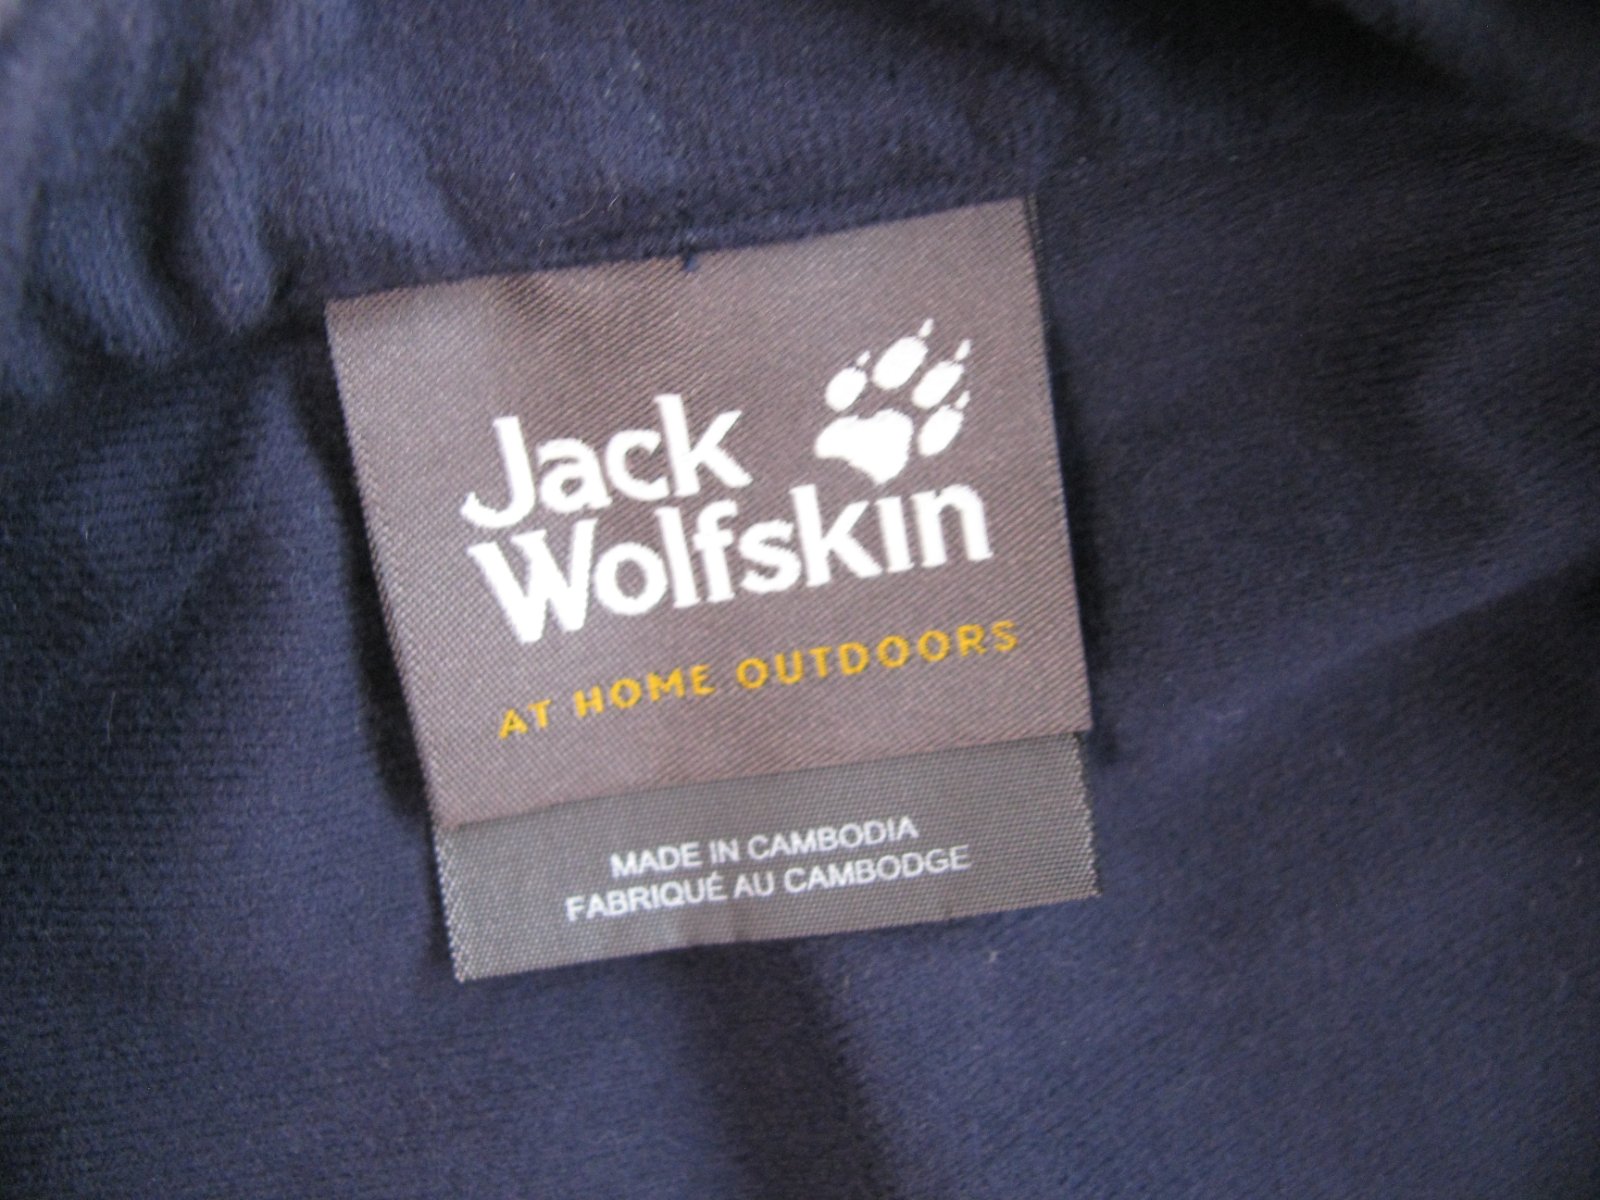 Jack
Wolfskin
AT HOME OUTDOORS
MADE IN CAMBODIA
FABRIQUÉ AU CAMBODGE